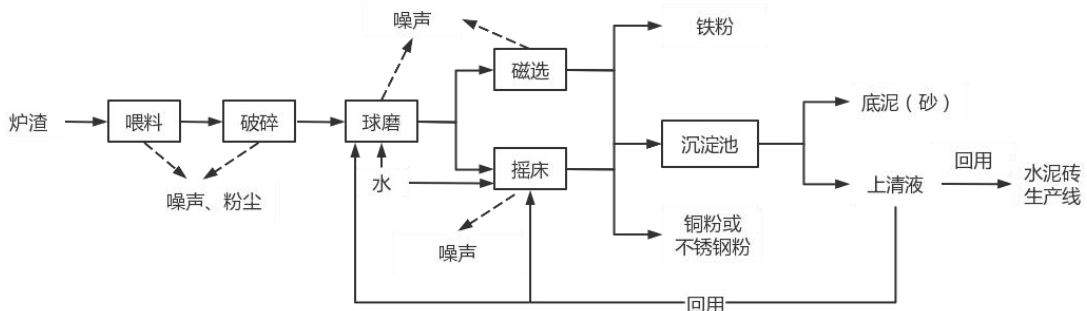 噪声
铁粉
磁选
底泥（砂）
炉渣
喂料
破碎
球磨
沉淀池
回用
水
摇床
上清液
水泥砖
生产线
噪声、粉尘
噪声
铜粉或
不锈钢粉
回用